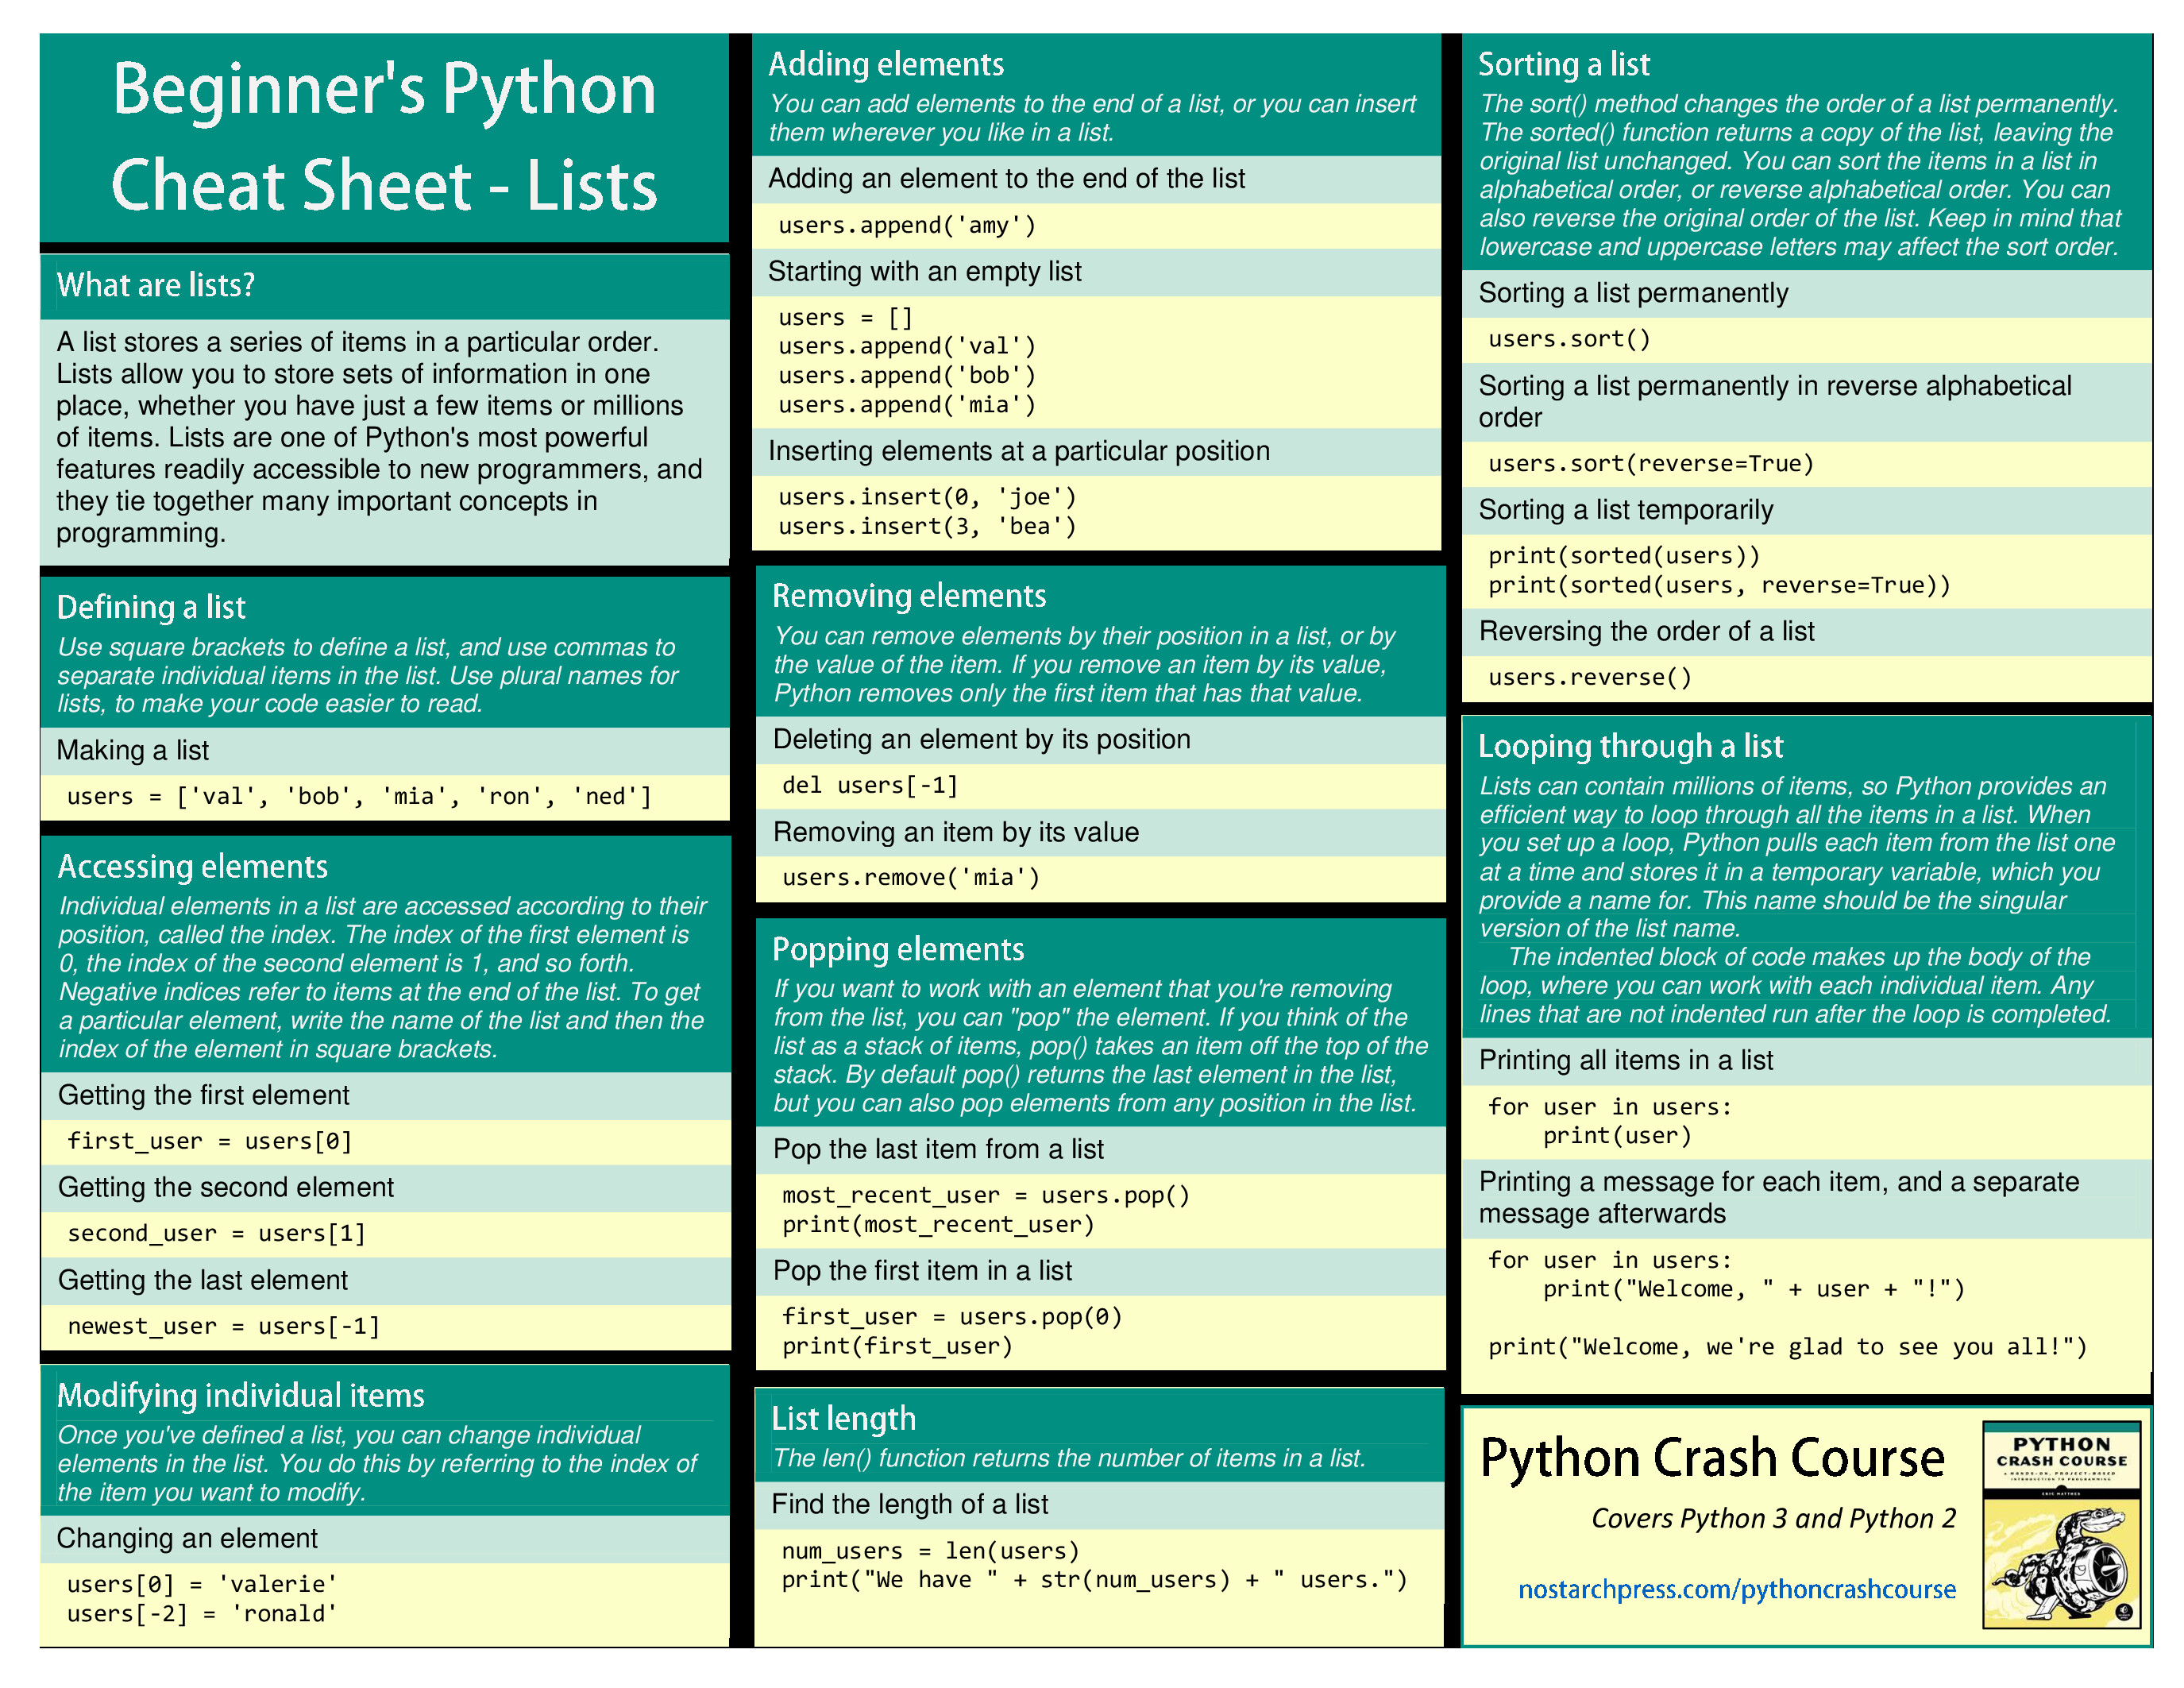 Beginner's Python
Cheat Sheet - Lists
What are lists?
A list stores a series of items in a particular order.
Lists allow you to store sets of information in one
place, whether you have just a few items or millions
of items. Lists are one of Python's most powerful
features readily accessible to new programmers, and
they tie together many important concepts in
programming.
Defining a list
Use square brackets to define a list, and use commas to
separate individual items in the list. Use plural names for
lists, to make your code easier to read.
Making a list
users = ['val', 'bob', 'mia', 'ron', 'ned']
Accessing elements
Individual elements in a list are accessed according to their
position, called the index. The index of the first element is
0, the index of the second element is 1, and so forth.
Negative indices refer to items at the end of the list. To get
a particular element, write the name of the list and then the
index of the element in square brackets.
Getting the first element
first_user = users[0]
Getting the second element
second_user = users[1]
Getting the last element
newest_user = users[-1]
Modifying individual items
Once you've defined a list, you can change individual
elements in the list. You do this by referring to the index of
the item you want to modify.
Changing an element
users[0] = 'valerie'
users[-2] = 'ronald'
Adding elements
You can add elements to the end of a list, or you can insert
them wherever you like in a list.
Adding an element to the end of the list
users.append('amy')
Starting with an empty list
users = []
users.append('val')
users.append('bob')
users.append('mia')
Inserting elements at a particular position
users.insert(0, 'joe')
users.insert(3, 'bea')
Removing elements
You can remove elements by their position in a list, or by
the value of the item. If you remove an item by its value,
Python removes only the first item that has that value.
Deleting an element by its position
del users[-1]
Removing an item by its value
users.remove('mia')
Popping elements
If you want to work with an element that you're removing
from the list, you can "pop" the element. If you think of the
list as a stack of items, pop() takes an item off the top of the
stack. By default pop() returns the last element in the list,
but you can also pop elements from any position in the list.
Pop the last item from a list
most_recent_user = users.pop()
print(most_recent_user)
Pop the first item in a list
first_user = users.pop(0)
print(first_user)
List length
The len() function returns the number of items in a list.
Find the length of a list
num_users = len(users)
print("We have " + str(num_users) + " users.")
Sorting a list
The sort() method changes the order of a list permanently.
The sorted() function returns a copy of the list, leaving the
original list unchanged. You can sort the items in a list in
alphabetical order, or reverse alphabetical order. You can
also reverse the original order of the list. Keep in mind that
lowercase and uppercase letters may affect the sort order.
Sorting a list permanently
users.sort()
Sorting a list permanently in reverse alphabetical
order
users.sort(reverse=True)
Sorting a list temporarily
print(sorted(users))
print(sorted(users, reverse=True))
Reversing the order of a list
users.reverse()
Looping through a list
Lists can contain millions of items, so Python provides an
efficient way to loop through all the items in a list. When
you set up a loop, Python pulls each item from the list one
at a time and stores it in a temporary variable, which you
provide a name for. This name should be the singular
version of the list name.
The indented block of code makes up the body of the
loop, where you can work with each individual item. Any
lines that are not indented run after the loop is completed.
Printing all items in a list
for user in users:
    print(user)
Printing a message for each item, and a separate
message afterwards
for user in users:
    print("Welcome, " + user + "!")
print("Welcome, we're glad to see you all!")
Python Crash Course
Covers Python 3 and Python 2
nostarchpress.com/pythoncrashcourse
PYTHON
CRASH COURSE
A HANDS-ON, PROJECT-BASED
INTRODUCTION TO PROGRAMMING
ERIC MATTHES